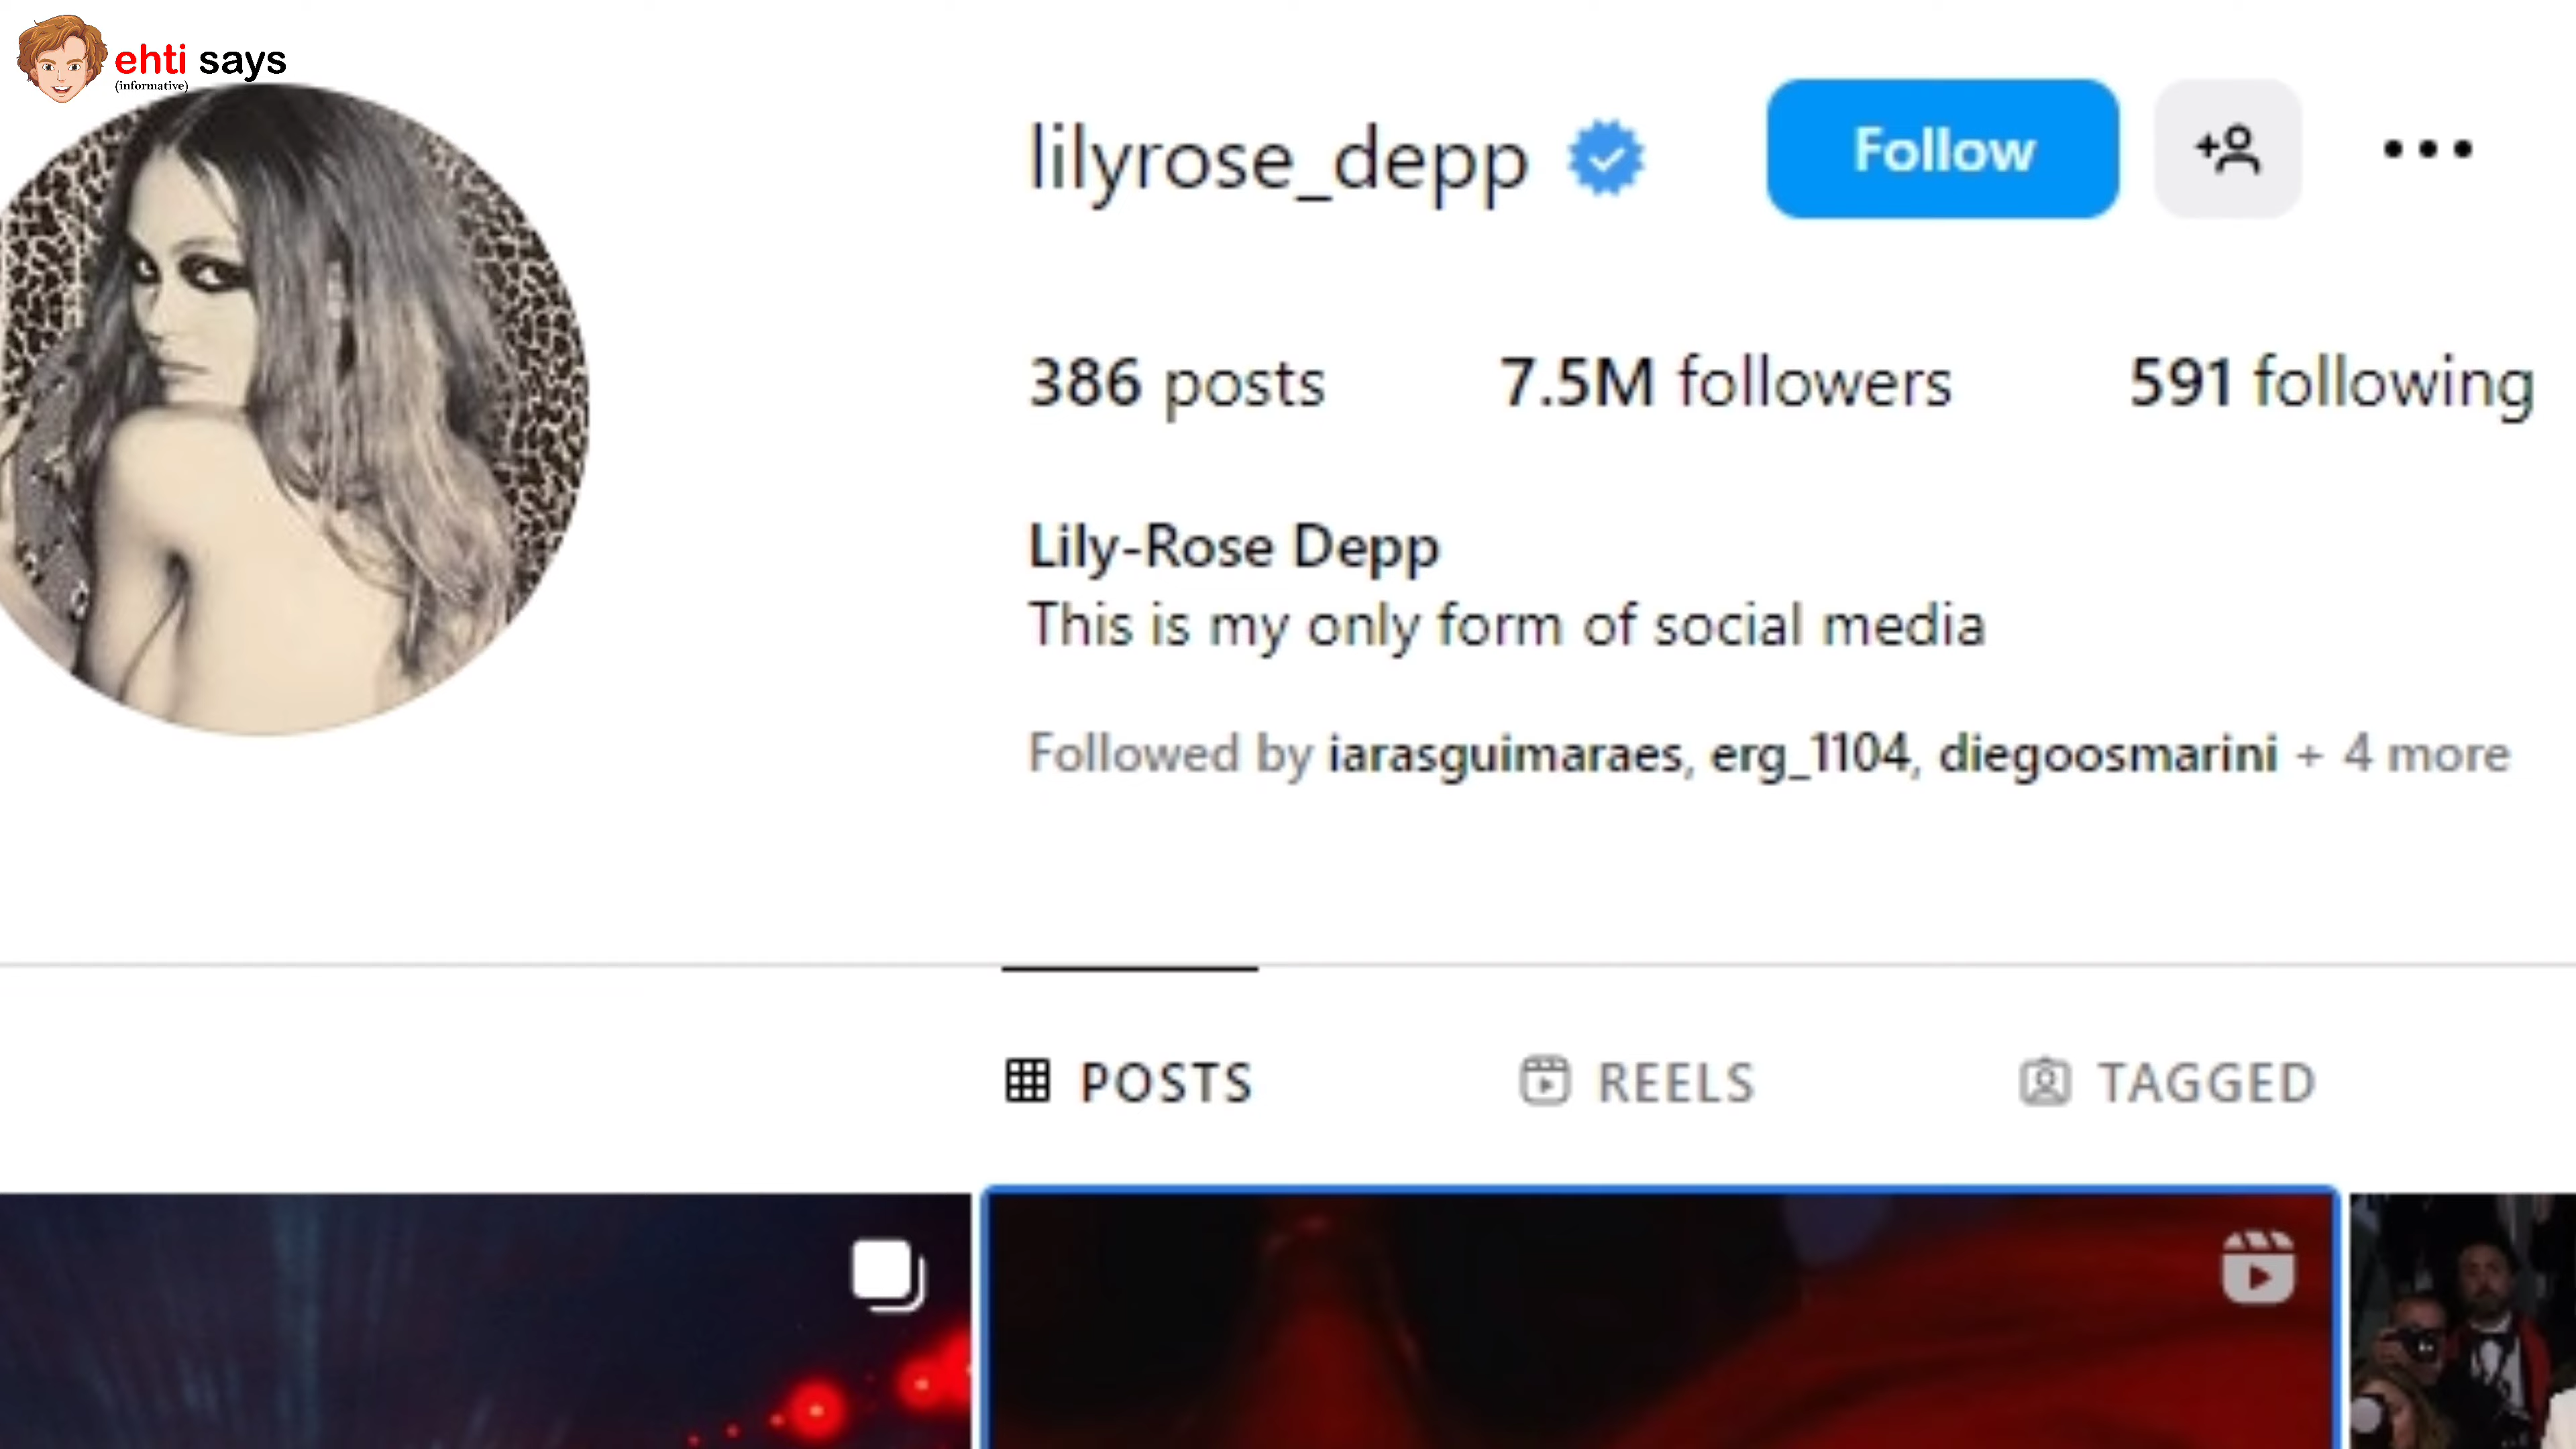 ehti says
(informative)
lilyrose_depp Follow
386 posts 7.5M followers 591 following
Lily-Rose Depp
This is my only form of social media
Followed by iarasguimaraes, erg_1104, diegoosmarini + 4 more
POSTS REELS TAGGED